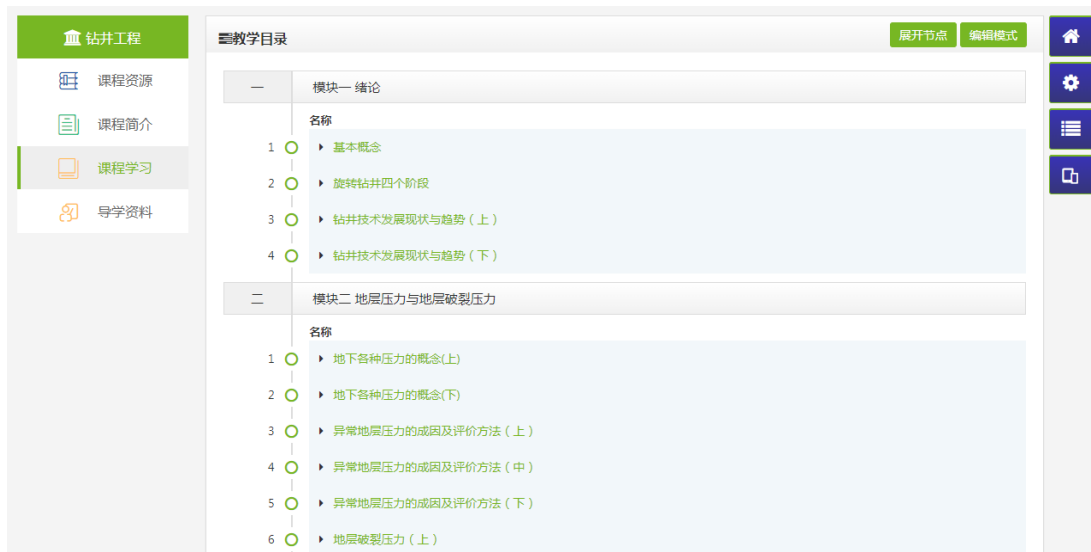 钻井工程
课程资源
课程简介
课程学习
导学资料
教学目录
展开节点 编辑模式
一 模块一 绪论
名称
1 基本概念
2 旋转钻井四个阶段
3 钻井技术发展现状与趋势（上）
4 钻井技术发展现状与趋势（下）
二 模块二 地层压力与地层破裂压力
名称
1 地下各种压力的概念(上)
2 地下各种压力的概念(下)
3 异常地层压力的成因及评价方法（上）
4 异常地层压力的成因及评价方法（中）
5 异常地层压力的成因及评价方法（下）
6 地层破裂压力（上）